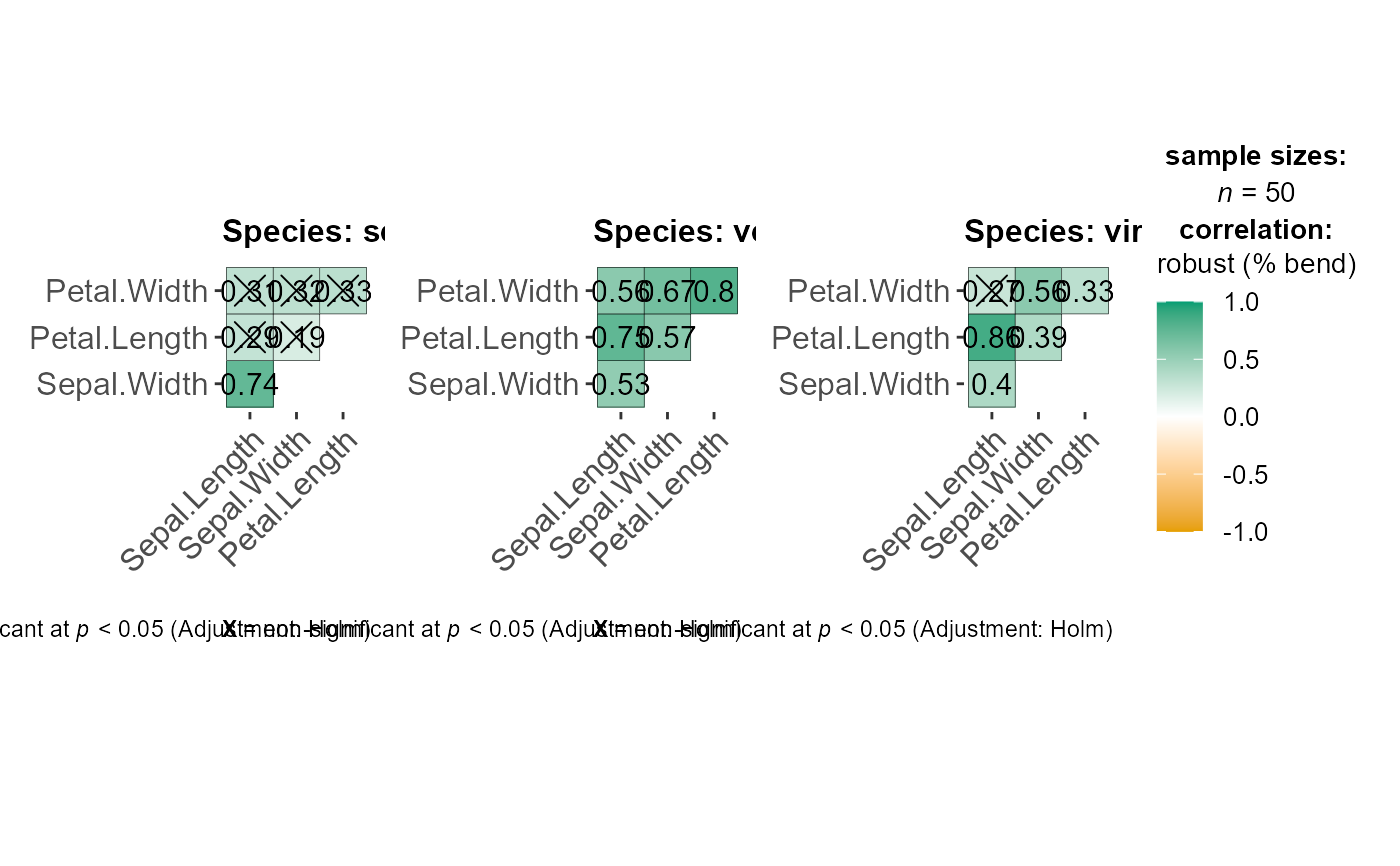 sample sizes:
n = 50
correlation:
robust (% bend)
1.0
0.5
0.0
-0.5
-1.0
Species: se
Petal.Width
0.31 0.32 0.33
Petal.Length
0.29 0.19
Sepal.Width
0.74
Sepal.Length
Sepal.Width
Petal.Length
cant at p < 0.05 (Adjustment: Holm)
Species: ve
Petal.Width
0.56 0.67 0.8
Petal.Length
0.75 0.57
Sepal.Width
0.53
Sepal.Length
Sepal.Width
Petal.Length
X = non-significant at p < 0.05 (Adjustment: Holm)
Species: vir
Petal.Width
0.27 0.56 0.33
Petal.Length
0.86 0.39
Sepal.Width
0.4
Sepal.Length
Sepal.Width
Petal.Length
X = non-significant at p < 0.05 (Adjustment: Holm)